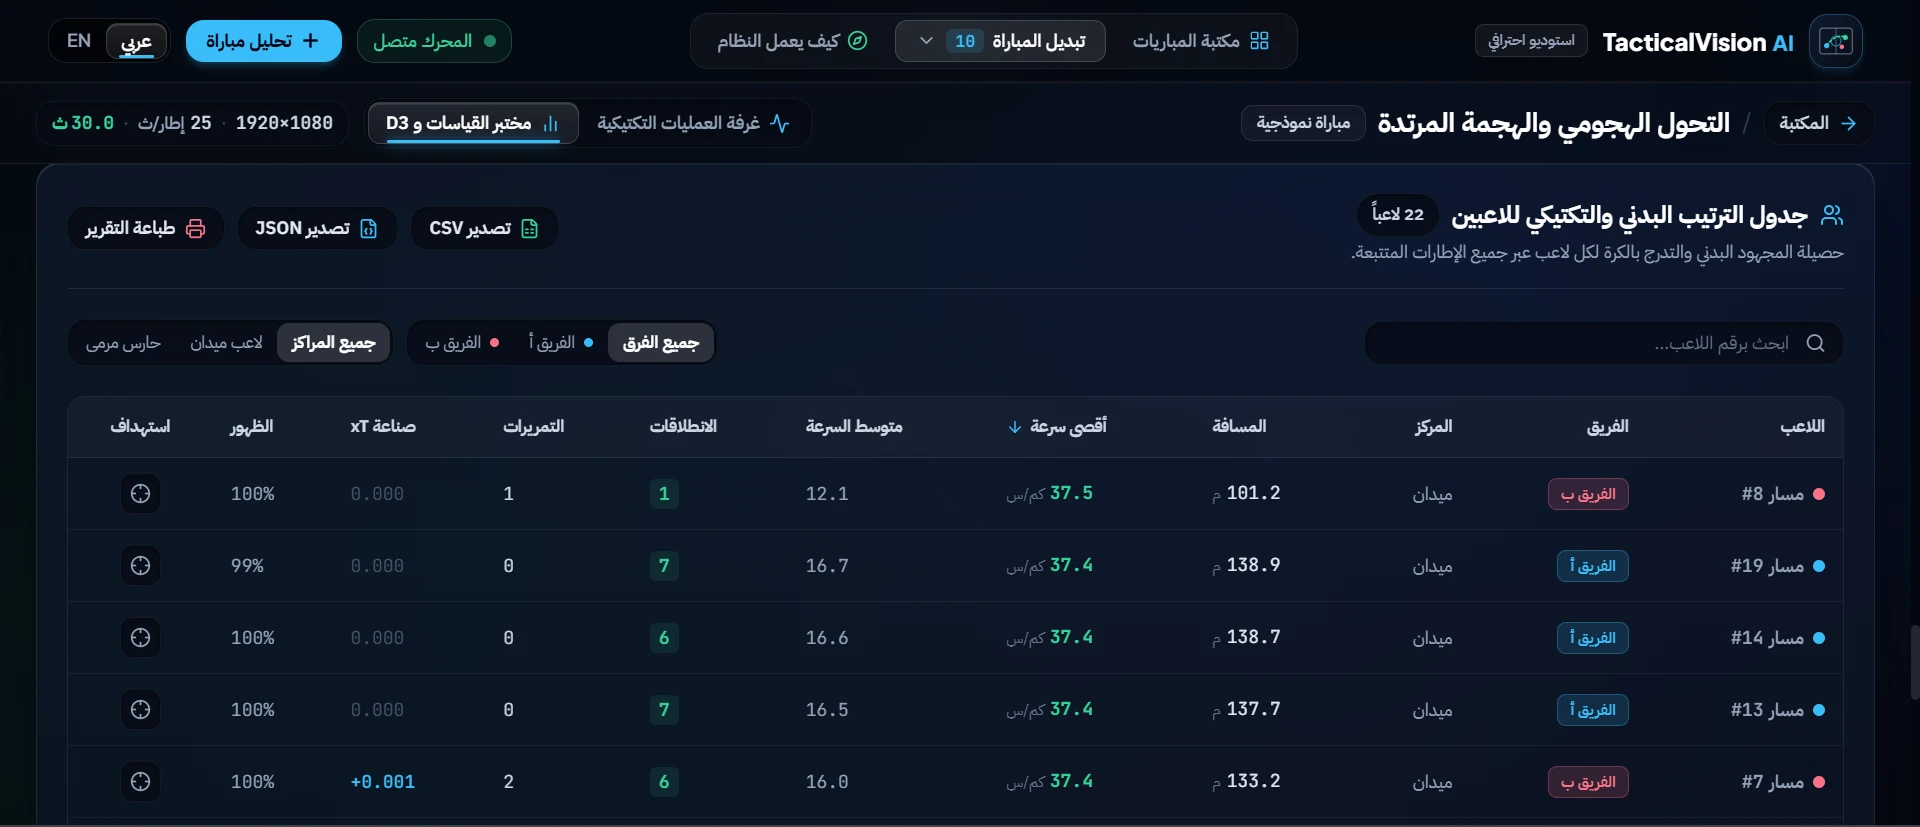 TacticalVision AI استوديو احترافي
مكتبة المباريات تبديل المباراة 10 كيف يعمل النظام
المحرك متصل + تحليل مباراة عربي EN
المكتبة / التحول الهجومي والهجمة المرتدة مباراة نموذجية
غرفة العمليات التكتيكية مختبر القياسات و D3
1920×1080 · 25 إطار/ث · 30.0 ث
جدول الترتيب البدني والتكتيكي للاعبين 22 لاعباً
حصيلة المجهود البدني والتدرج بالكرة لكل لاعب عبر جميع الإطارات المتتبعة.
تصدير CSV تصدير JSON طباعة التقرير
ابحث برقم اللاعب...
جميع الفرق الفريق أ الفريق ب جميع المراكز لاعب ميدان حارس مرمى
اللاعب الفريق المركز المسافة أقصى سرعة ↓ متوسط السرعة الانطلاقات التمريرات صناعة xT الظهور استهداف
مسار #8 الفريق ب ميدان 101.2 م 37.5 كم/س 12.1 1 1 0.000 100%
مسار #19 الفريق أ ميدان 138.9 م 37.4 كم/س 16.7 7 0 0.000 99%
مسار #14 الفريق أ ميدان 138.7 م 37.4 كم/س 16.6 6 0 0.000 100%
مسار #13 الفريق أ ميدان 137.7 م 37.4 كم/س 16.5 7 0 0.000 100%
مسار #7 الفريق ب ميدان 133.2 م 37.4 كم/س 16.0 6 2 +0.001 100%